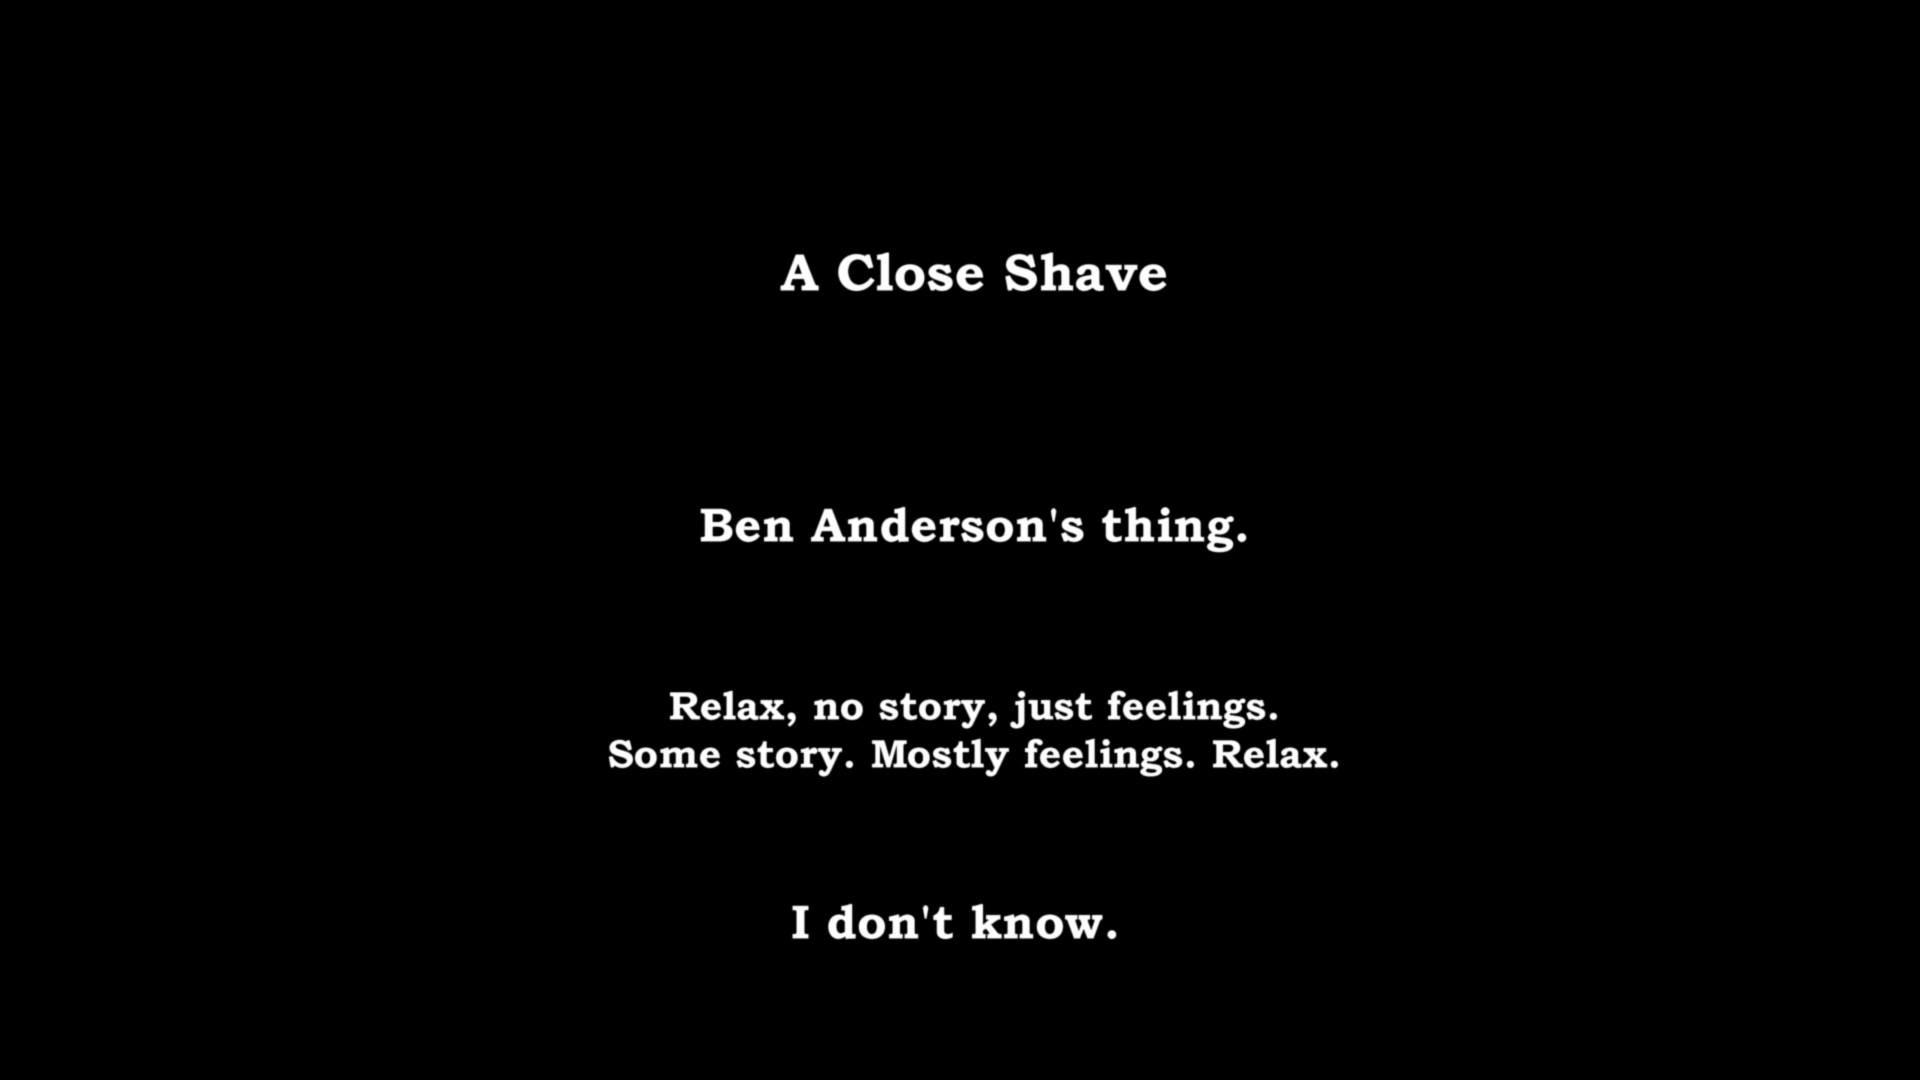 A Close Shave
Ben Anderson's thing.
Relax, no story, just feelings.
Some story. Mostly feelings. Relax.
I don't know.